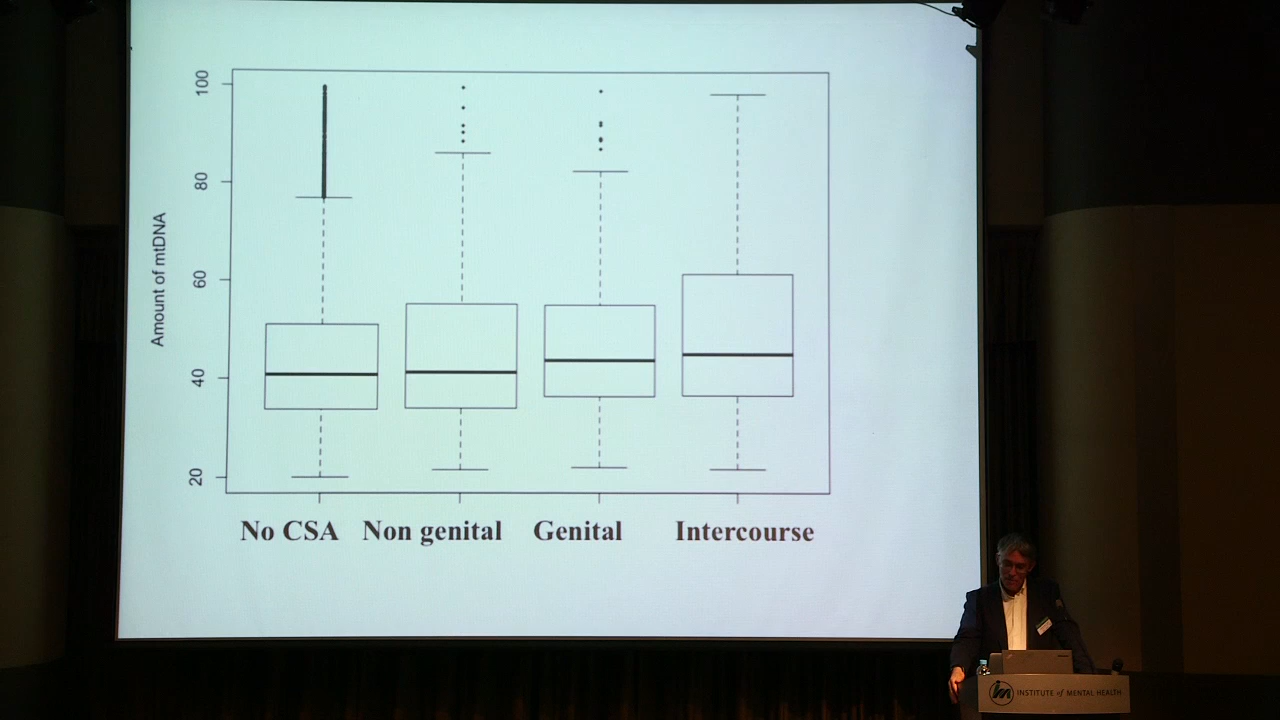 100
80
60
40
20
Amount of mtDNA
No CSA Non genital Genital Intercourse
INSTITUTE of MENTAL HEALTH